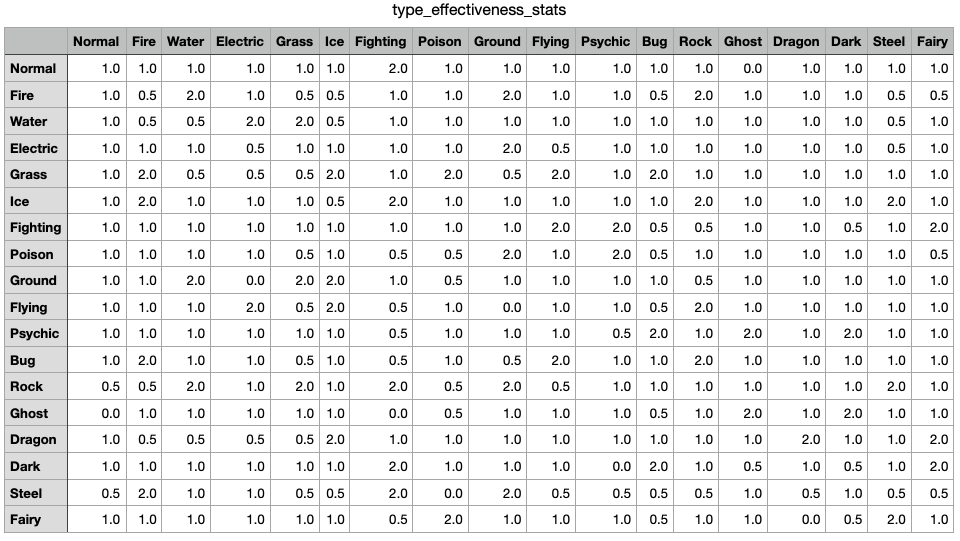 type_effectiveness_stats
Normal Fire Water Electric Grass Ice Fighting Poison Ground Flying Psychic Bug Rock Ghost Dragon Dark Steel Fairy
Normal 1.0 1.0 1.0 1.0 1.0 1.0 2.0 1.0 1.0 1.0 1.0 1.0 1.0 0.0 1.0 1.0 1.0 1.0
Fire 1.0 0.5 2.0 1.0 0.5 0.5 1.0 1.0 2.0 1.0 1.0 0.5 2.0 1.0 1.0 1.0 0.5 0.5
Water 1.0 0.5 0.5 2.0 2.0 0.5 1.0 1.0 1.0 1.0 1.0 1.0 1.0 1.0 1.0 1.0 0.5 1.0
Electric 1.0 1.0 1.0 0.5 1.0 1.0 1.0 1.0 2.0 0.5 1.0 1.0 1.0 1.0 1.0 1.0 0.5 1.0
Grass 1.0 2.0 0.5 0.5 0.5 2.0 1.0 2.0 0.5 2.0 1.0 2.0 1.0 1.0 1.0 1.0 1.0 1.0
Ice 1.0 2.0 1.0 1.0 1.0 0.5 2.0 1.0 1.0 1.0 1.0 1.0 2.0 1.0 1.0 1.0 2.0 1.0
Fighting 1.0 1.0 1.0 1.0 1.0 1.0 1.0 1.0 1.0 2.0 2.0 0.5 0.5 1.0 1.0 0.5 1.0 2.0
Poison 1.0 1.0 1.0 1.0 0.5 1.0 0.5 0.5 2.0 1.0 2.0 0.5 1.0 1.0 1.0 1.0 1.0 0.5
Ground 1.0 1.0 2.0 0.0 2.0 2.0 1.0 0.5 1.0 1.0 1.0 1.0 0.5 1.0 1.0 1.0 1.0 1.0
Flying 1.0 1.0 1.0 2.0 0.5 2.0 0.5 1.0 0.0 1.0 1.0 0.5 2.0 1.0 1.0 1.0 1.0 1.0
Psychic 1.0 1.0 1.0 1.0 1.0 1.0 0.5 1.0 1.0 1.0 0.5 2.0 1.0 2.0 1.0 2.0 1.0 1.0
Bug 1.0 2.0 1.0 1.0 0.5 1.0 0.5 1.0 0.5 2.0 1.0 1.0 2.0 1.0 1.0 1.0 1.0 1.0
Rock 0.5 0.5 2.0 1.0 2.0 1.0 2.0 0.5 2.0 0.5 1.0 1.0 1.0 1.0 1.0 1.0 2.0 1.0
Ghost 0.0 1.0 1.0 1.0 1.0 1.0 0.0 0.5 1.0 1.0 1.0 0.5 1.0 2.0 1.0 2.0 1.0 1.0
Dragon 1.0 0.5 0.5 0.5 0.5 2.0 1.0 1.0 1.0 1.0 1.0 1.0 1.0 1.0 2.0 1.0 1.0 2.0
Dark 1.0 1.0 1.0 1.0 1.0 1.0 2.0 1.0 1.0 1.0 0.0 2.0 1.0 0.5 1.0 0.5 1.0 2.0
Steel 0.5 2.0 1.0 1.0 0.5 0.5 2.0 0.0 2.0 0.5 0.5 0.5 0.5 1.0 0.5 1.0 0.5 0.5
Fairy 1.0 1.0 1.0 1.0 1.0 1.0 0.5 2.0 1.0 1.0 1.0 0.5 1.0 1.0 0.0 0.5 2.0 1.0